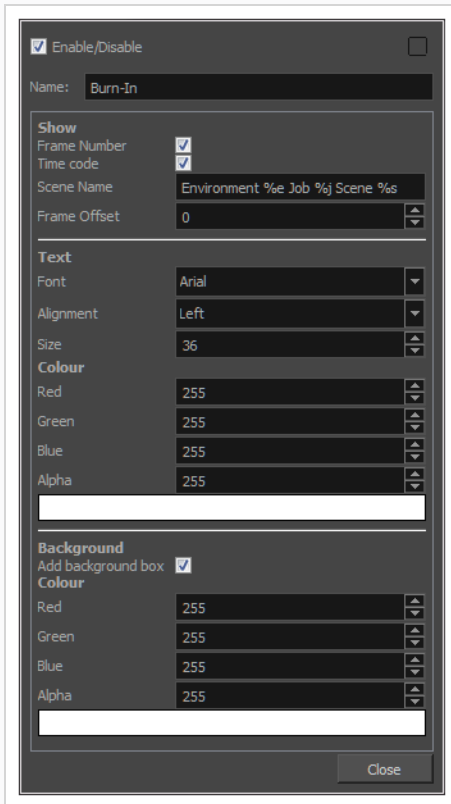 Enable/Disable
Name: Burn-In
Show
Frame Number
Time code
Scene Name Environment %e Job %j Scene %s
Frame Offset 0
Text
Font Arial
Alignment Left
Size 36
Colour
Red 255
Green 255
Blue 255
Alpha 255
Background
Add background box
Colour
Red 255
Green 255
Blue 255
Alpha 255
Close